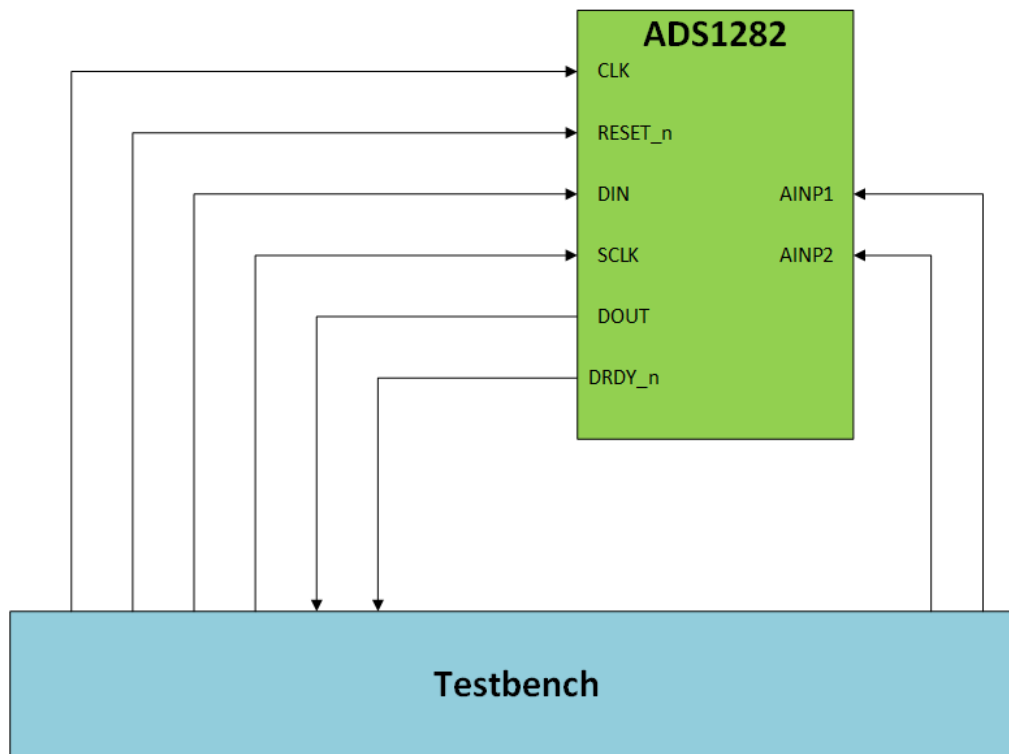 ADS1282
CLK
RESET_n
DIN AINP1
SCLK AINP2
DOUT
DRDY_n
Testbench